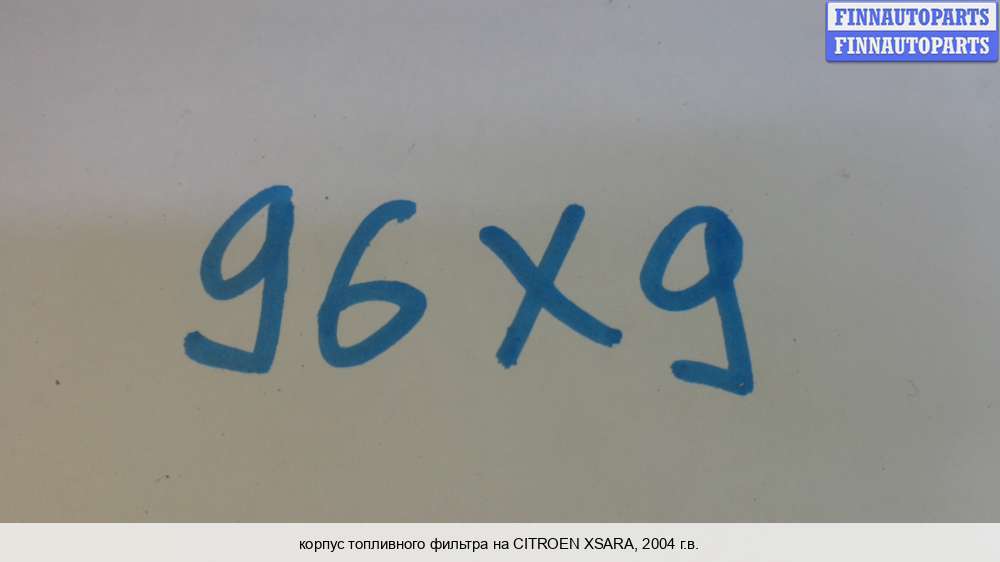 FINNAUTOPARTS
FINNAUTOPARTS
96X9
корпус топливного фильтра на CITROEN XSARA, 2004 г.в.